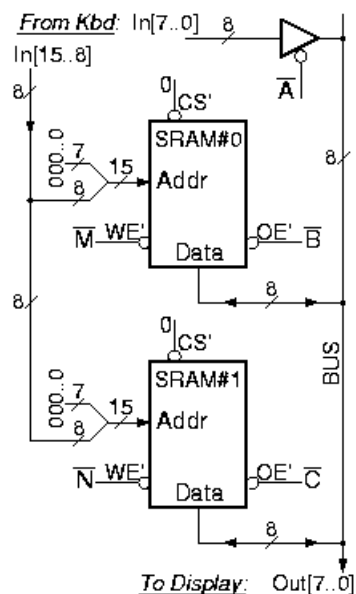 From Kbd: In[7..0] 8
In[15..8]
A
8
0
CS'
000..0
7
15
8
SRAM#0
Addr
M WE'
OE' B
Data
8
8
8
0
CS'
BUS
000..0
7
15
8
SRAM#1
Addr
N WE'
OE' C
Data
8
To Display: Out[7..0]